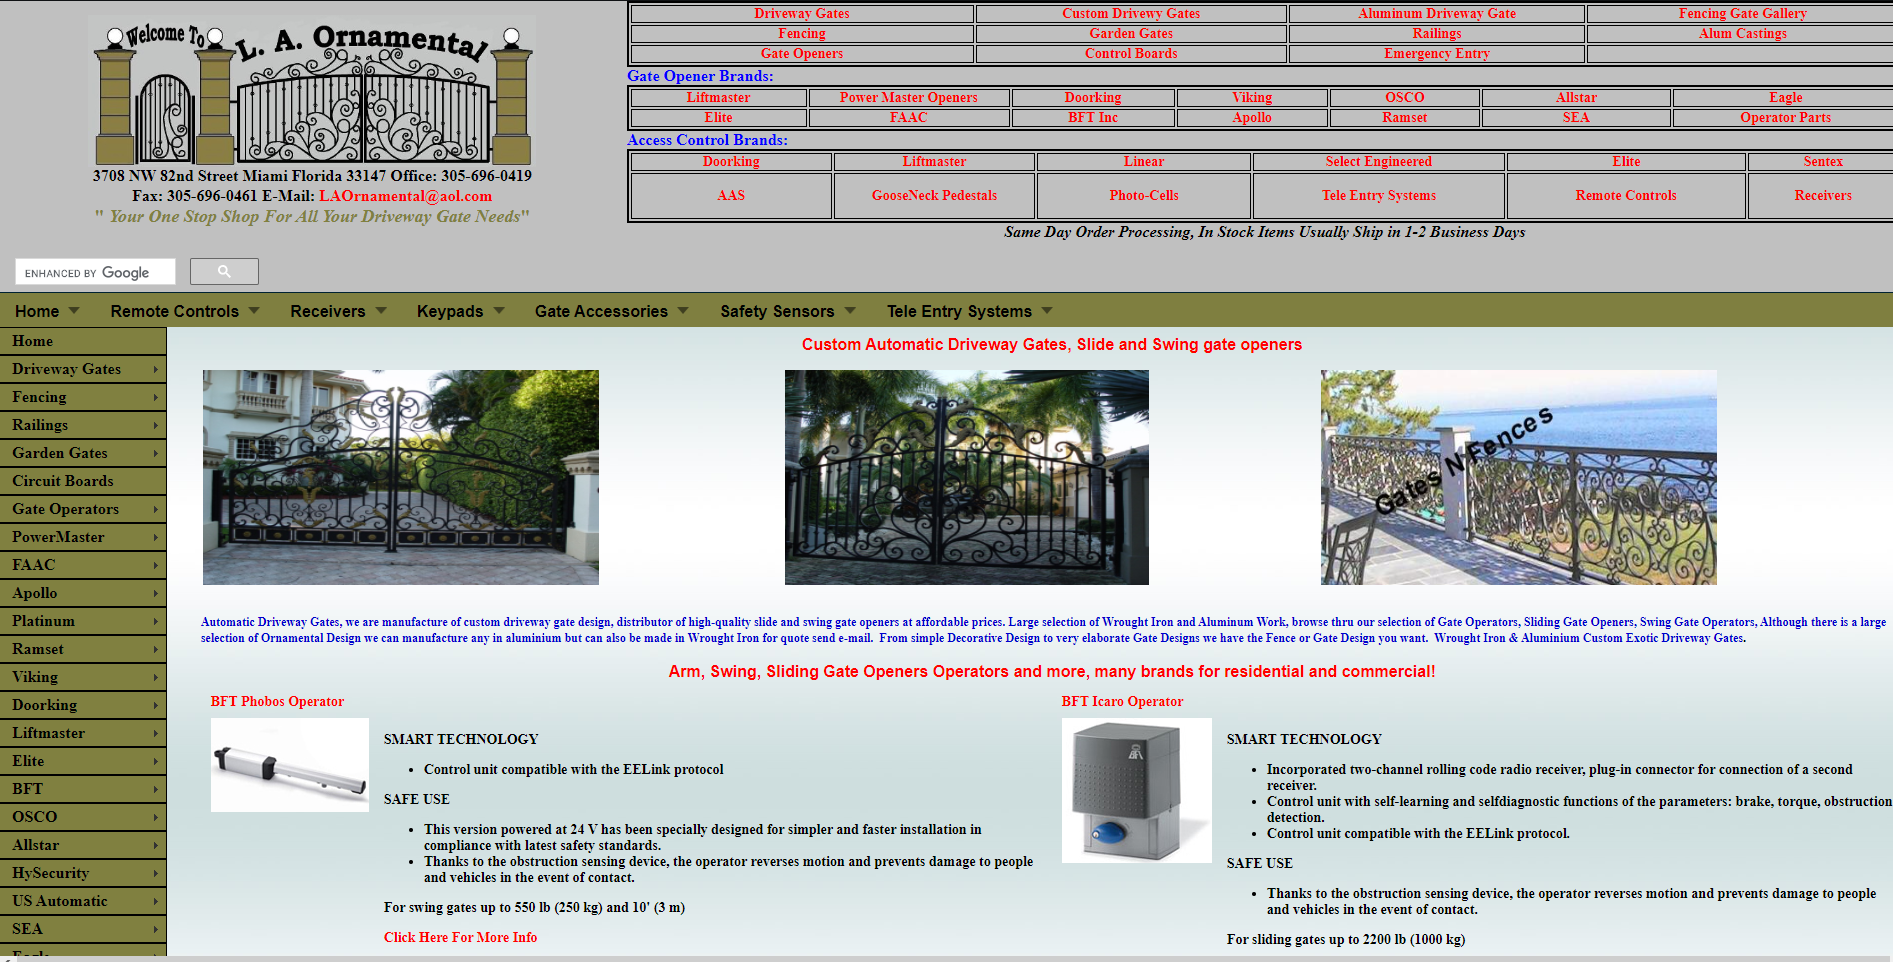 Welcome To
L. A. Ornamental
3708 NW 82nd Street Miami Florida 33147 Office: 305-696-0419
Fax: 305-696-0461 E-Mail: LAOrnamental@aol.com
" Your One Stop Shop For All Your Driveway Gate Needs"
Driveway Gates Custom Drivewy Gates Aluminum Driveway Gate Fencing Gate Gallery
Fencing Garden Gates Railings Alum Castings
Gate Openers Control Boards Emergency Entry
Gate Opener Brands:
Liftmaster Power Master Openers Doorking Viking OSCO Allstar Eagle
Elite FAAC BFT Inc Apollo Ramset SEA Operator Parts
Access Control Brands:
Doorking Liftmaster Linear Select Engineered Elite Sentex
AAS GooseNeck Pedestals Photo-Cells Tele Entry Systems Remote Controls Receivers
Same Day Order Processing, In Stock Items Usually Ship in 1-2 Business Days
ENHANCED BY Google
Home Remote Controls Receivers Keypads Gate Accessories Safety Sensors Tele Entry Systems
Home
Driveway Gates
Fencing
Railings
Garden Gates
Circuit Boards
Gate Operators
PowerMaster
FAAC
Apollo
Platinum
Ramset
Viking
Doorking
Liftmaster
Elite
BFT
OSCO
Allstar
HySecurity
US Automatic
SEA
Eagle
Custom Automatic Driveway Gates, Slide and Swing gate openers
Gates N Fences
Automatic Driveway Gates, we are manufacture of custom driveway gate design, distributor of high-quality slide and swing gate openers at affordable prices. Large selection of Wrought Iron and Aluminum Work, browse thru our selection of Gate Operators, Sliding Gate Openers, Swing Gate Operators, Although there is a large
selection of Ornamental Design we can manufacture any in aluminium but can also be made in Wrought Iron for quote send e-mail. From simple Decorative Design to very elaborate Gate Designs we have the Fence or Gate Design you want. Wrought Iron & Aluminium Custom Exotic Driveway Gates.
Arm, Swing, Sliding Gate Openers Operators and more, many brands for residential and commercial!
BFT Phobos Operator
SMART TECHNOLOGY
• Control unit compatible with the EELink protocol
SAFE USE
• This version powered at 24 V has been specially designed for simpler and faster installation in
compliance with latest safety standards.
• Thanks to the obstruction sensing device, the operator reverses motion and prevents damage to people
and vehicles in the event of contact.
For swing gates up to 550 lb (250 kg) and 10' (3 m)
Click Here For More Info
BFT Icaro Operator
BFT
SMART TECHNOLOGY
• Incorporated two-channel rolling code radio receiver, plug-in connector for connection of a second
receiver.
• Control unit with self-learning and selfdiagnostic functions of the parameters: brake, torque, obstruction
detection.
• Control unit compatible with the EELink protocol.
SAFE USE
• Thanks to the obstruction sensing device, the operator reverses motion and prevents damage to people
and vehicles in the event of contact.
For sliding gates up to 2200 lb (1000 kg)